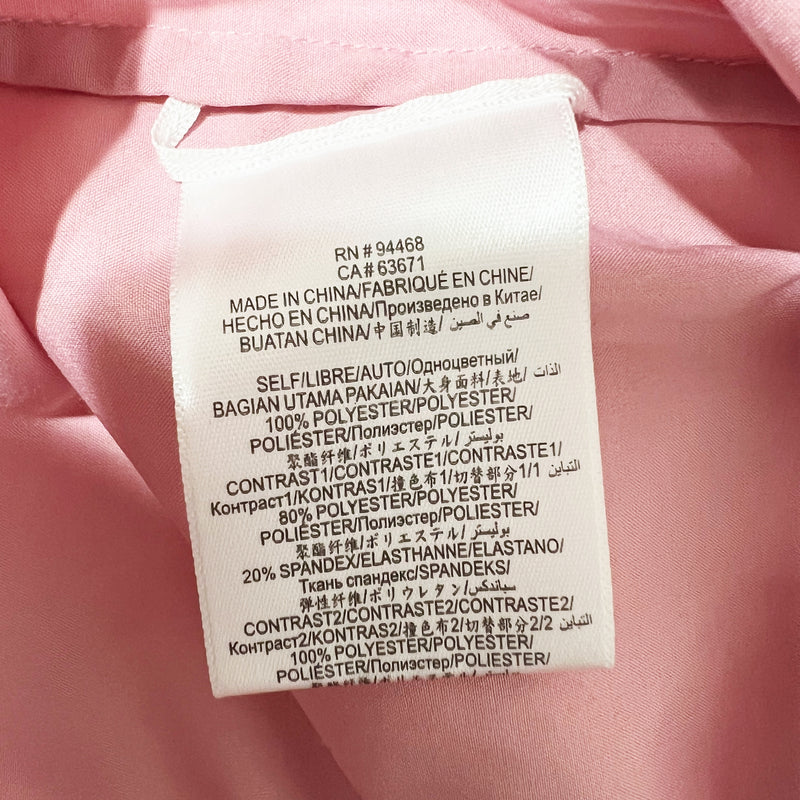 RN # 94468
CA# 63671
MADE IN CHINA/FABRIQUÉ EN CHINE/
HECHO EN CHINA/Произведено в Китае/
BUATAN CHINA/中国制造/ صنع في الصين
SELF/LIBRE/AUTO/Одноцветный/
BAGIAN UTAMA PAKAIAN/大身面料/表地/ الذات
100% POLYESTER/POLYESTER/
POLIÉSTER/Полиэстер/POLIESTER/
聚酯纤维/ポリエステル/ بوليستر
CONTRAST1/CONTRASTE1/CONTRASTE1/
Контраст1/KONTRAS1/撞色布1/切替部分1/1 التباين
80% POLYESTER/POLYESTER/
POLIÉSTER/Полиэстер/POLIESTER/
聚酯纤维/ポリエステル/ بوليستر
20% SPANDEX/ELASTHANNE/ELASTANO/
Ткань спандекс/SPANDEKS/
弹性纤维/ポリウレタン/ سباندكس
CONTRAST2/CONTRASTE2/CONTRASTE2/
Контраст2/KONTRAS2/撞色布2/切替部分2/2 التباين
100% POLYESTER/POLYESTER/
POLIÉSTER/Полиэстер/POLIESTER/